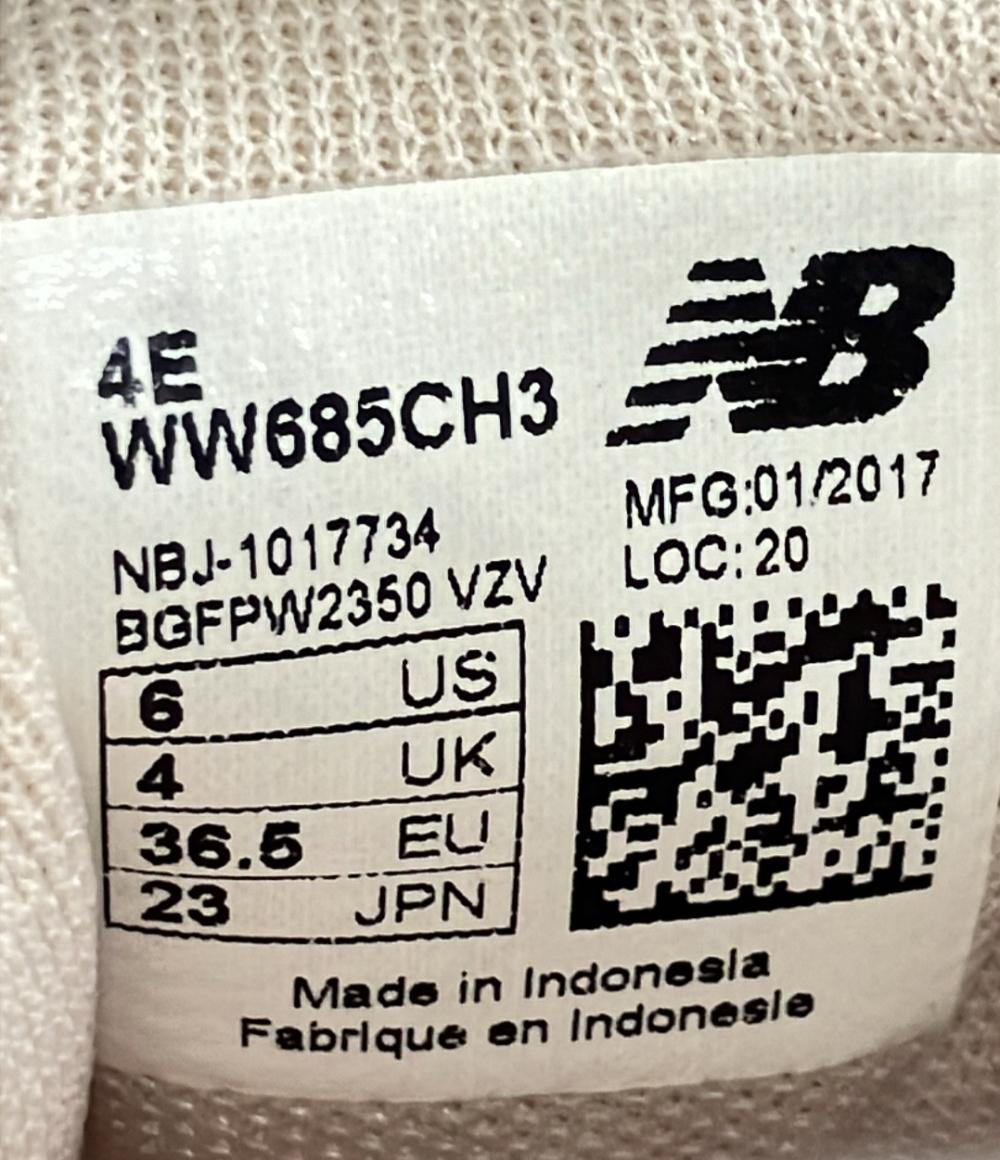 NB
4E
WW685CH3
MFG:01/2017
NBJ-1017734
LOC:20
BGFPW2350 VZV
6 US
4 UK
36.5 EU
23 JPN
Made in Indonesia
Fabrique en Indonesie